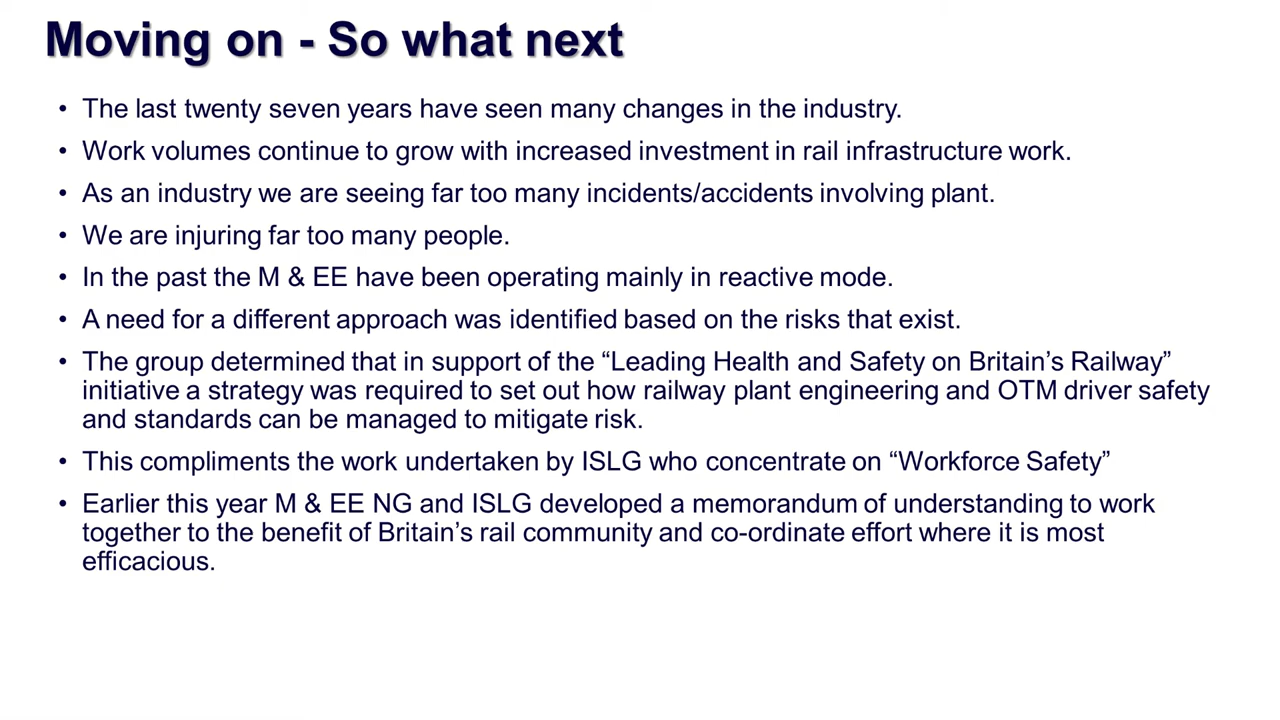 Moving on - So what next
• The last twenty seven years have seen many changes in the industry.
• Work volumes continue to grow with increased investment in rail infrastructure work.
• As an industry we are seeing far too many incidents/accidents involving plant.
• We are injuring far too many people.
• In the past the M & EE have been operating mainly in reactive mode.
• A need for a different approach was identified based on the risks that exist.
• The group determined that in support of the “Leading Health and Safety on Britain’s Railway”
initiative a strategy was required to set out how railway plant engineering and OTM driver safety
and standards can be managed to mitigate risk.
• This compliments the work undertaken by ISLG who concentrate on “Workforce Safety”
• Earlier this year M & EE NG and ISLG developed a memorandum of understanding to work
together to the benefit of Britain’s rail community and co-ordinate effort where it is most
efficacious.